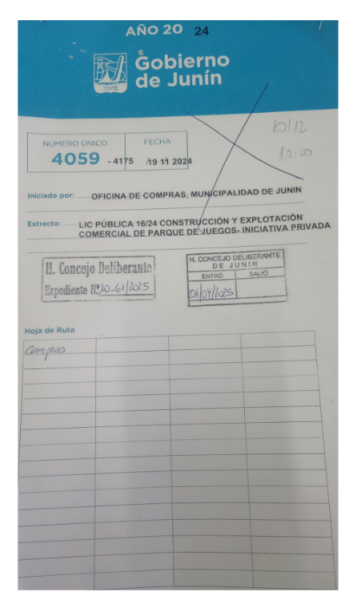 AÑO 20 24
Gobierno
de Junín
10/12
10:00
NÚMERO ÚNICO
FECHA
4059 - 4175 /19 11 2024
Iniciado por: OFICINA DE COMPRAS, MUNICIPALIDAD DE JUNIN
Extracto: LIC PÚBLICA 16/24 CONSTRUCCIÓN Y EXPLOTACIÓN
COMERCIAL DE PARQUE DE JUEGOS- INICIATIVA PRIVADA
H. Concejo Deliberante
Expediente Nº 10-61/2025
H. CONCEJO DELIBERANTE
DE JUNIN
ENTRÓ
SALIÓ
/07/2025
Hoja de Ruta
Compras